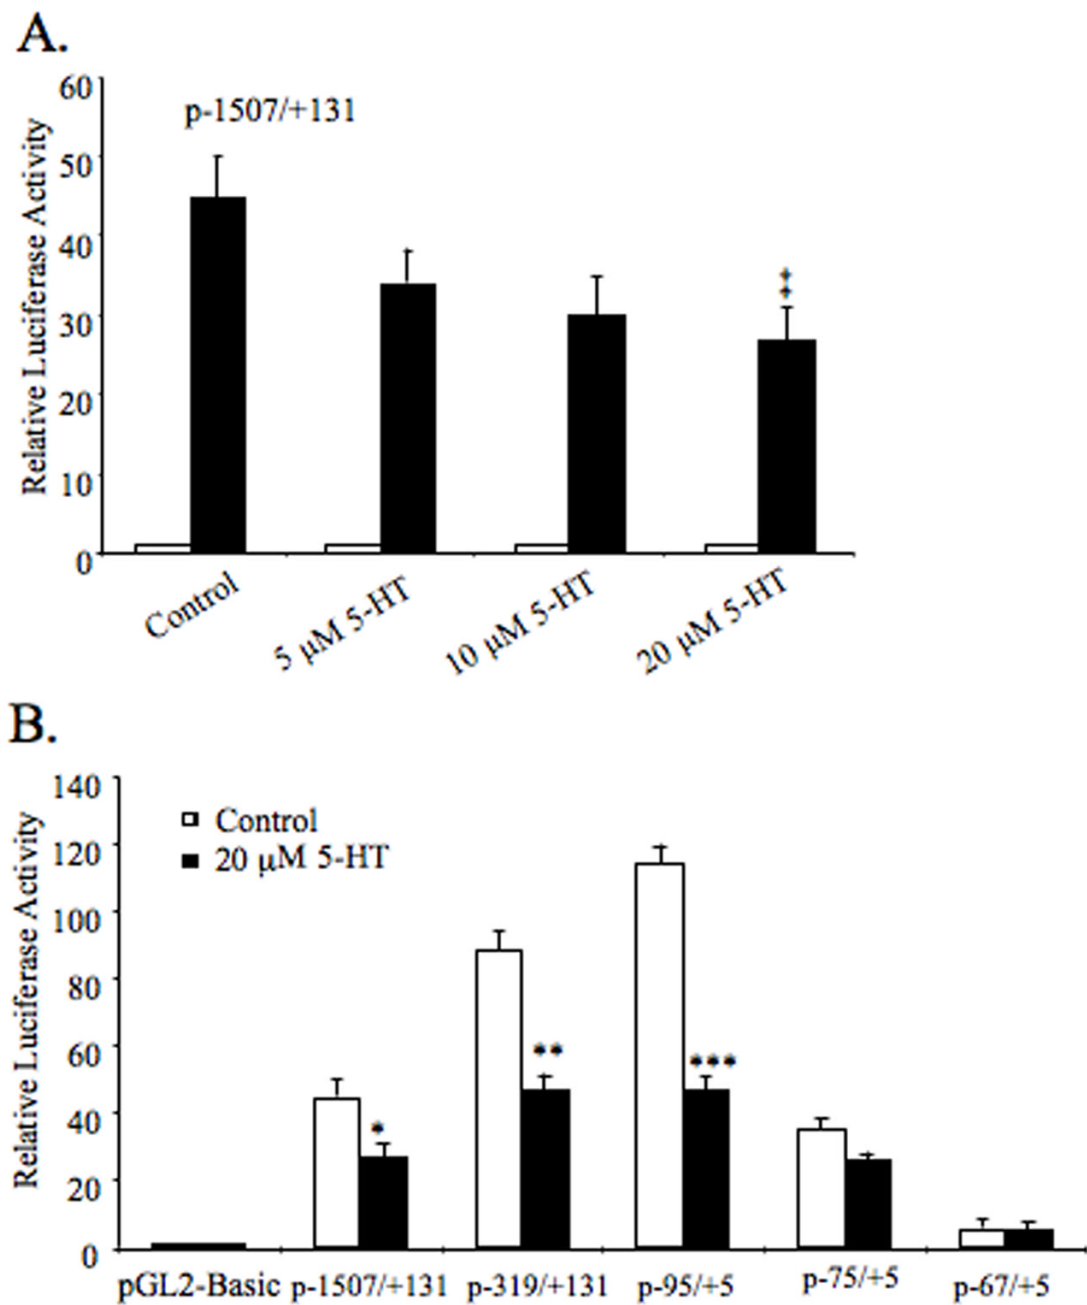 A.
60
p-1507/+131
50
40
30
20
10
0
Relative Luciferase Activity
Control
5 µM 5-HT
10 µM 5-HT
20 µM 5-HT
‡
B.
140
120
100
80
60
40
20
0
Relative Luciferase Activity
Control
20 µM 5-HT
*
**
***
pGL2-Basic
p-1507/+131
p-319/+131
p-95/+5
p-75/+5
p-67/+5